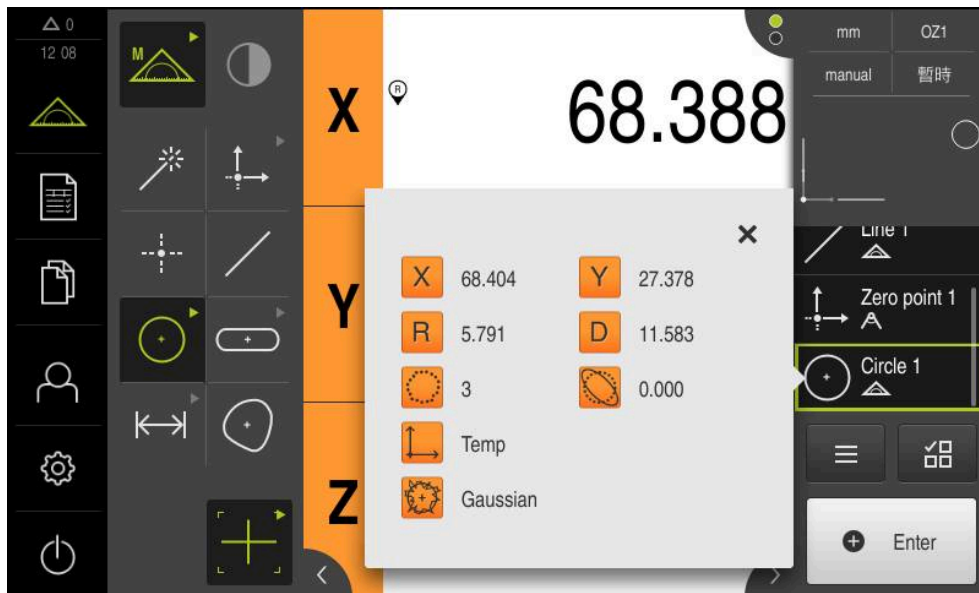 0
12 08
M
X
R
68.388
mm
OZ1
manual
暫時
Line 1
Y
X
68.404
Y
27.378
Zero point 1
R
5.791
D
11.583
Circle 1
3
0.000
Temp
Gaussian
Z
Enter